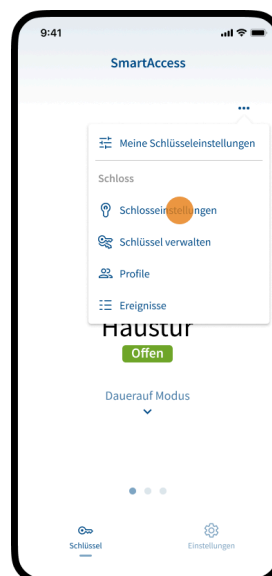 9:41
SmartAccess
Meine Schlüsseleinstellungen
Schloss
Schlosseinstellungen
Schlüssel verwalten
Profile
Ereignisse
Haustür
Offen
Dauerauf Modus
Schlüssel
Einstellungen